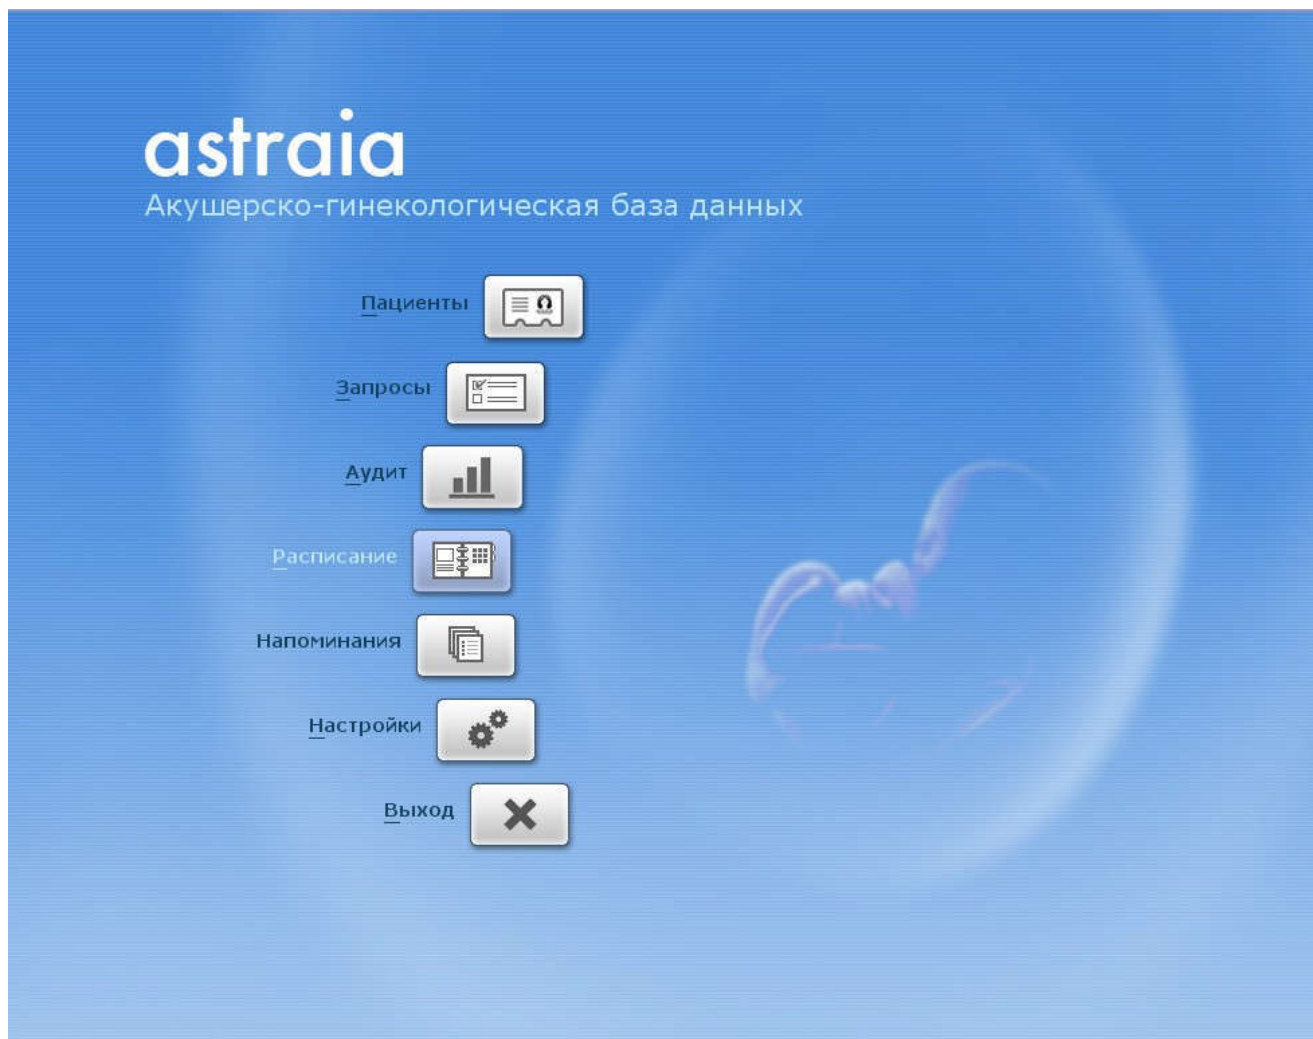 astraia
Акушерско-гинекологическая база данных
Пациенты
Запросы
Аудит
Расписание
Напоминания
Настройки
Выход